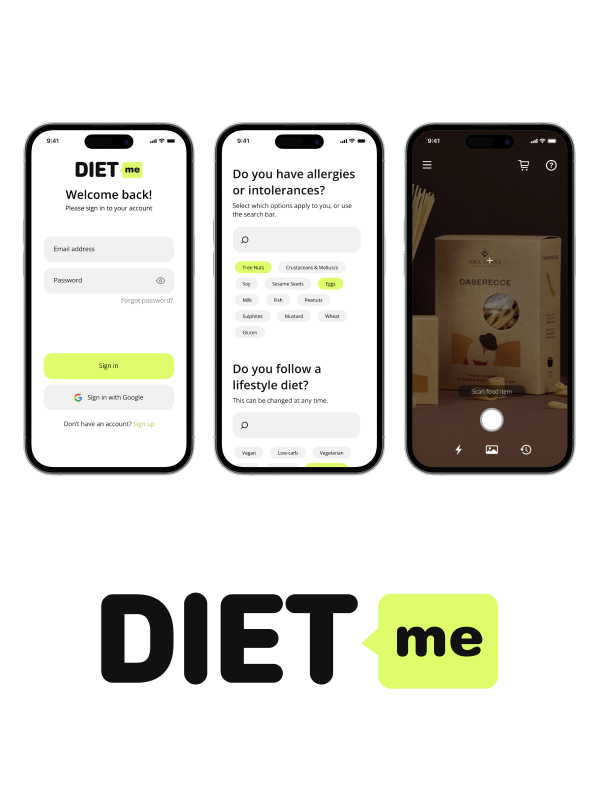 9:41
DIET me
Welcome back!
Please sign in to your account
Email address
Password
Forgot password?
Sign in
Sign in with Google
Don't have an account? Sign up
9:41
Do you have allergies
or intolerances?
Select which options apply to you, or use
the search bar.
Tree Nuts Crustaceans & Molluscs
Soy Sesame Seeds Eggs
Milk Fish Peanuts
Sulphites Mustard Wheat
Gluten
Do you follow a
lifestyle diet?
This can be changed at any time.
Vegan Low-carb Vegetarian
9:41
CASERECCE
Scan food item
DIET me